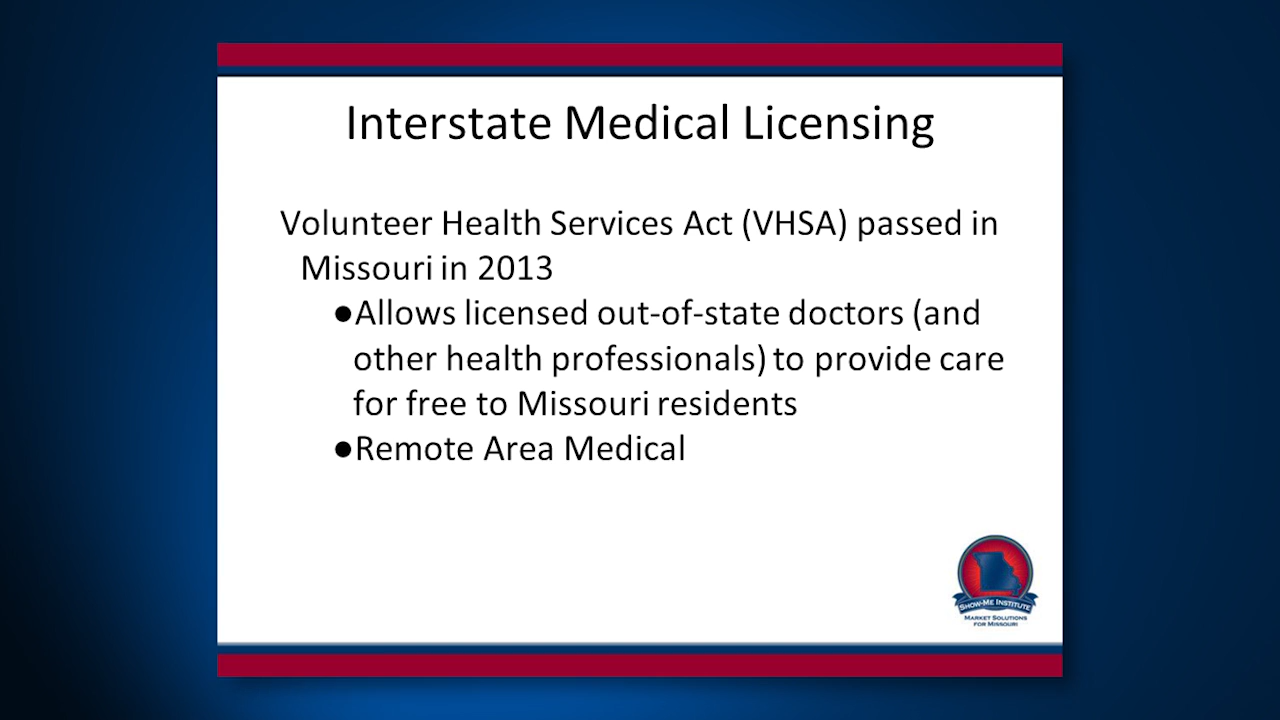 Interstate Medical Licensing
Volunteer Health Services Act (VHSA) passed in
Missouri in 2013
●Allows licensed out-of-state doctors (and
other health professionals) to provide care
for free to Missouri residents
●Remote Area Medical
SHOW-ME INSTITUTE
MARKET SOLUTIONS
FOR MISSOURI